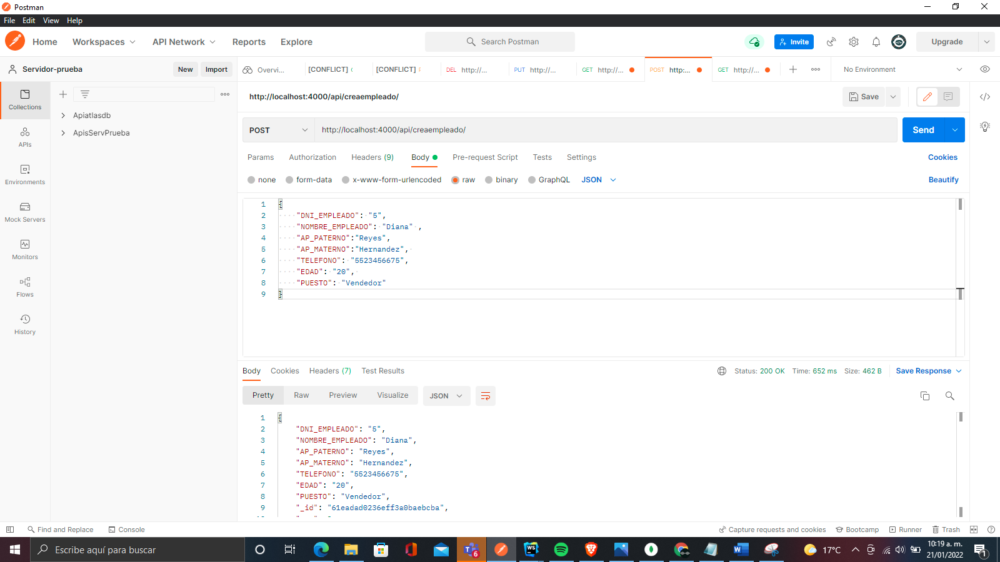 Postman
File Edit View Help
Home Workspaces API Network Reports Explore Search Postman Invite Upgrade
Servidor-prueba New Import
Overvi... [CONFLICT] [CONFLICT] DEL http://... PUT http://... GET http://... POST http:... GET http://... No Environment
Collections
APIs
Environments
Mock Servers
Monitors
Flows
History
Apiatlasdb
ApisServPrueba
http://localhost:4000/api/creaempleado/ Save
POST http://localhost:4000/api/creaempleado/ Send
Params Authorization Headers (9) Body Pre-request Script Tests Settings Cookies
none form-data x-www-form-urlencoded raw binary GraphQL JSON Beautify
1 {
2 "DNI_EMPLEADO": "5",
3 "NOMBRE_EMPLEADO": "Diana" ,
4 "AP_PATERNO":"Reyes",
5 "AP_MATERNO":"Hernandez",
6 "TELEFONO": "5523456675",
7 "EDAD": "20",
8 "PUESTO": "Vendedor"
9 }
Body Cookies Headers (7) Test Results Status: 200 OK Time: 652 ms Size: 462 B Save Response
Pretty Raw Preview Visualize JSON
1 {
2 "DNI_EMPLEADO": "5",
3 "NOMBRE_EMPLEADO": "Diana",
4 "AP_PATERNO": "Reyes",
5 "AP_MATERNO": "Hernandez",
6 "TELEFONO": "5523456675",
7 "EDAD": "20",
8 "PUESTO": "Vendedor",
9 "_id": "61eadad0236eff3a0baebcba",
Find and Replace Console Capture requests and cookies Bootcamp Runner Trash
Escribe aquí para buscar 6 WS 17°C 10:19 a. m.
21/01/2022 1